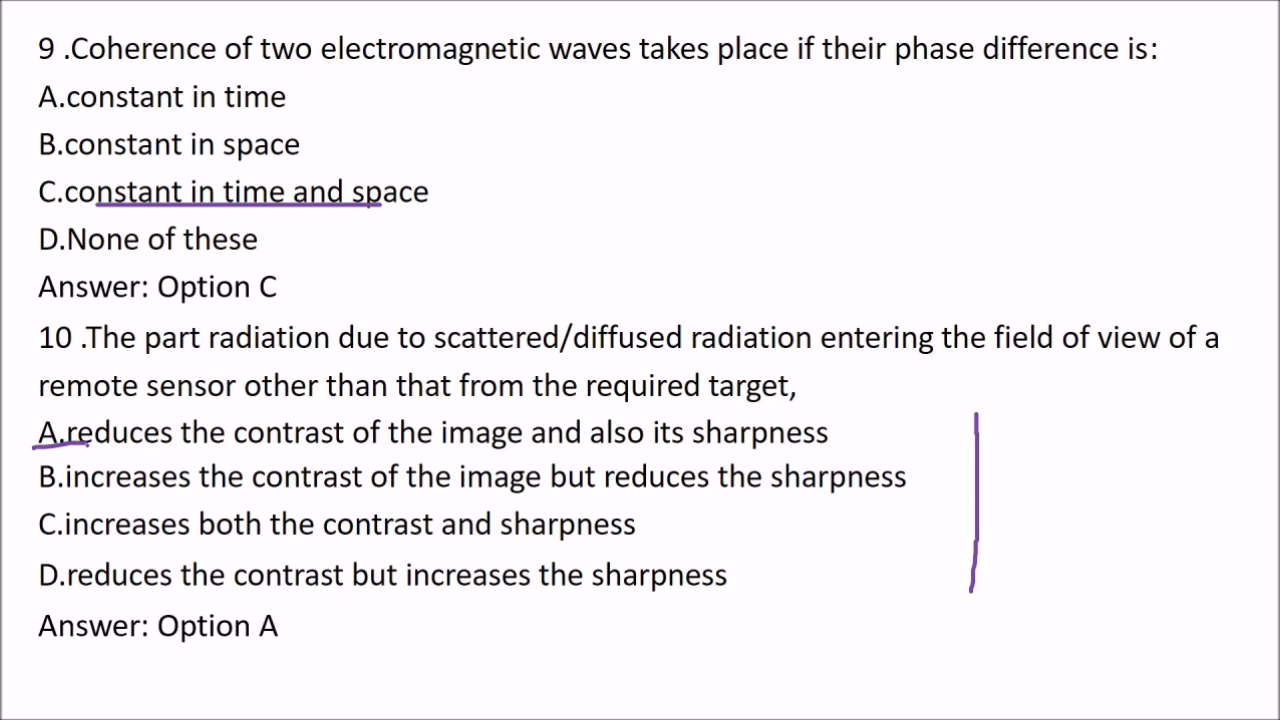 9 .Coherence of two electromagnetic waves takes place if their phase difference is:
A.constant in time
B.constant in space
C.constant in time and space
D.None of these
Answer: Option C
10 .The part radiation due to scattered/diffused radiation entering the field of view of a
remote sensor other than that from the required target,
A.reduces the contrast of the image and also its sharpness
B.increases the contrast of the image but reduces the sharpness
C.increases both the contrast and sharpness
D.reduces the contrast but increases the sharpness
Answer: Option A